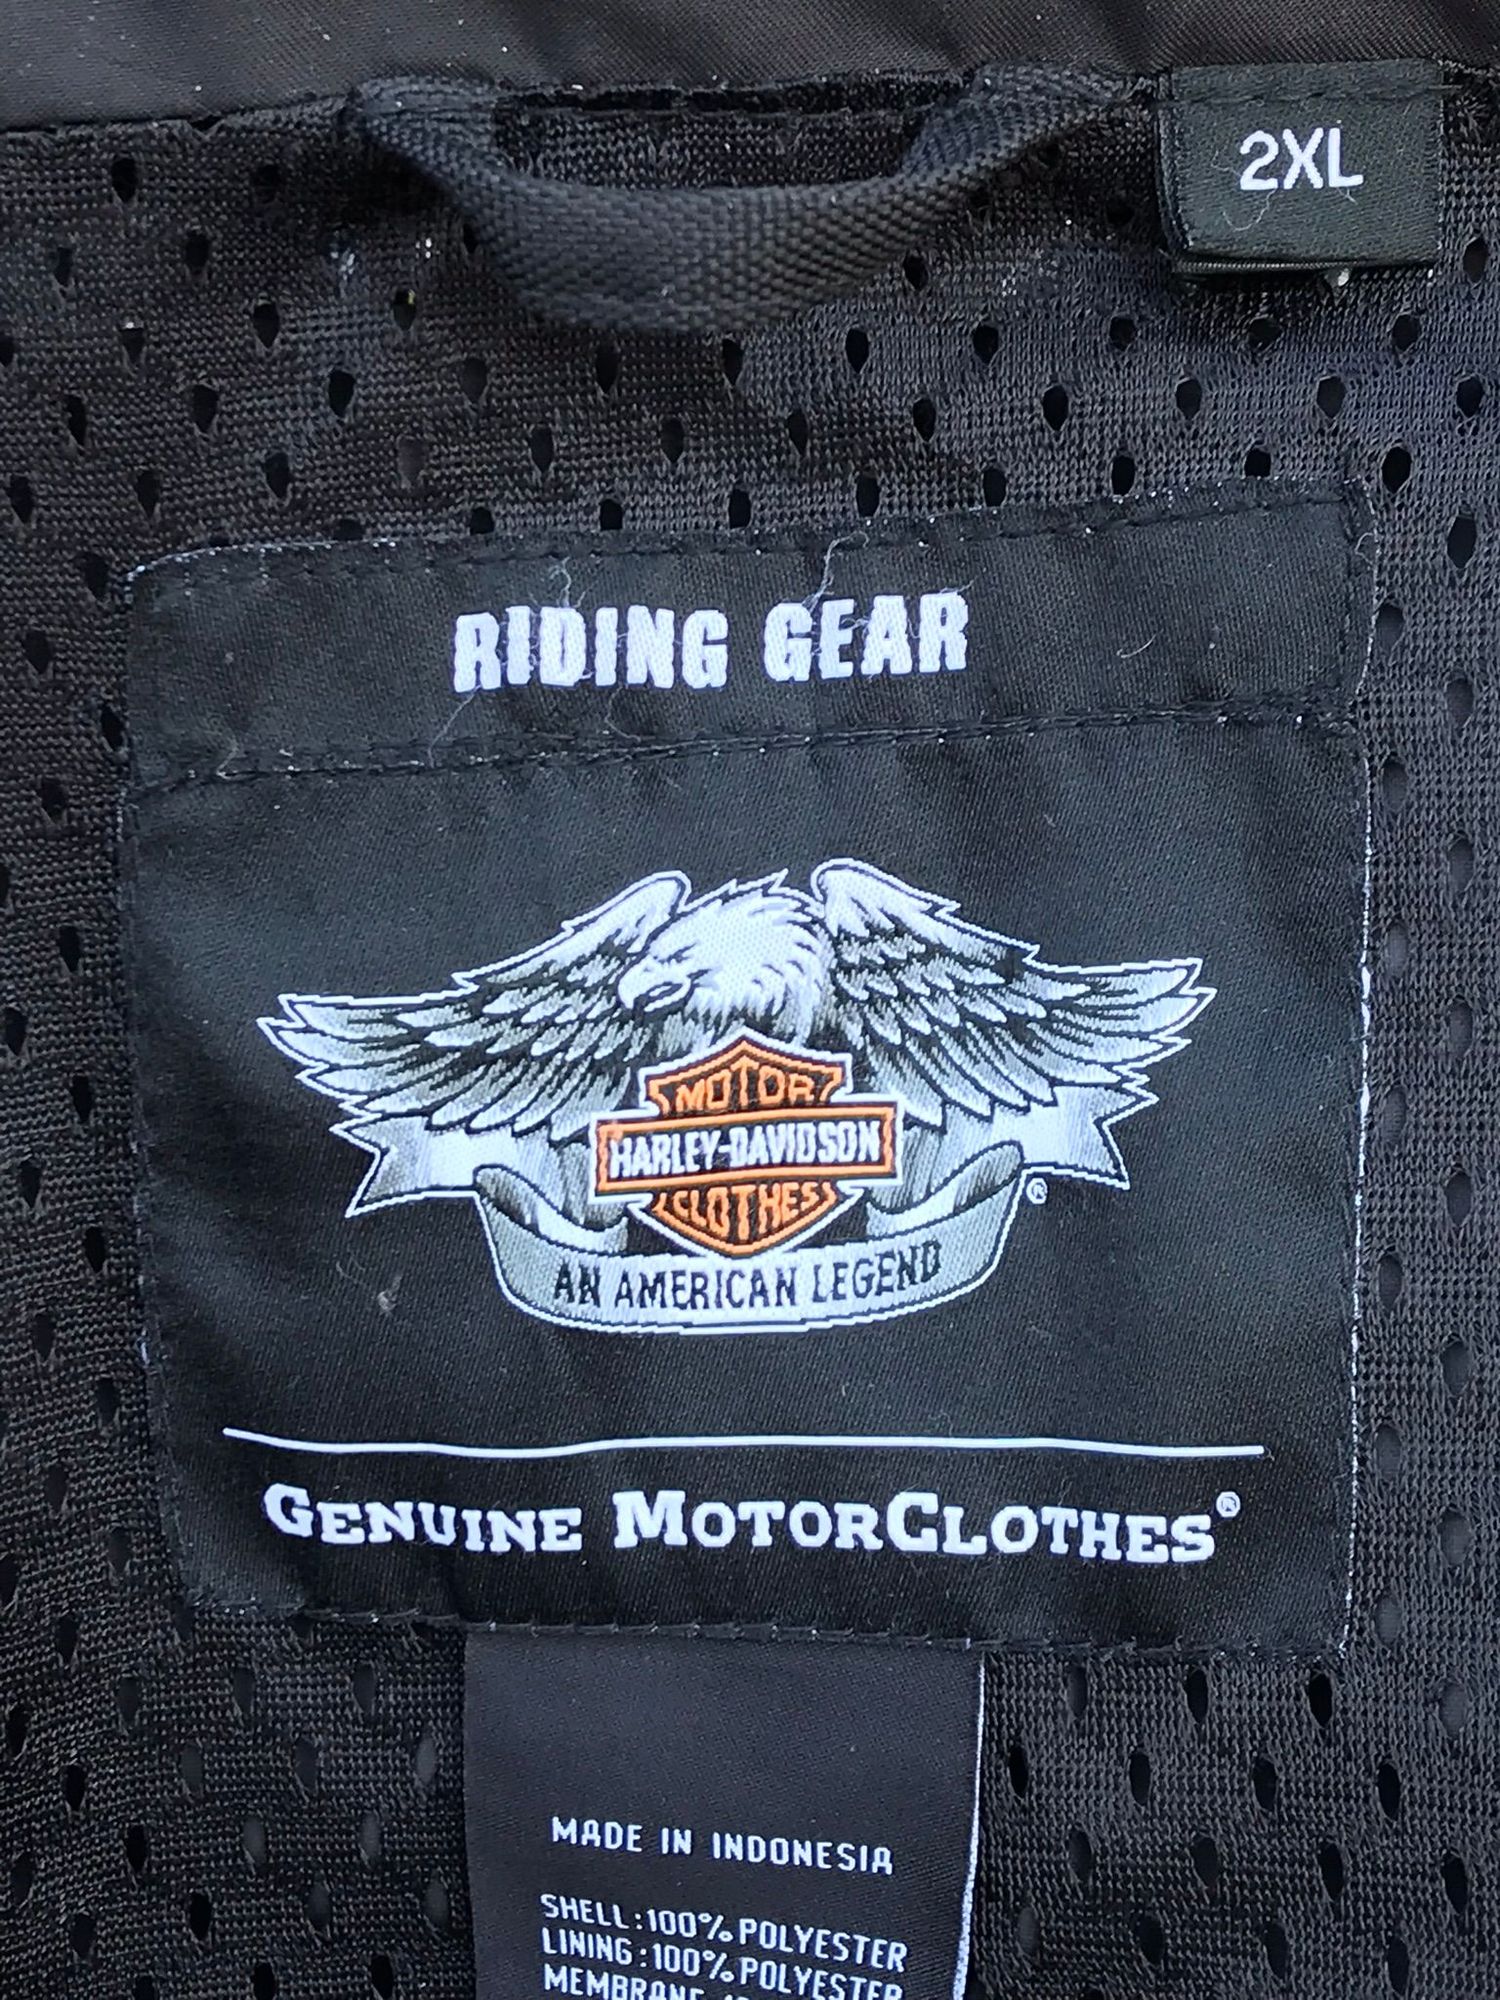 2XL
RIDING GEAR
MOTOR
HARLEY-DAVIDSON
CLOTHES
®
AN AMERICAN LEGEND
GENUINE MOTORCLOTHES®
MADE IN INDONESIA
SHELL:100% POLYESTER
LINING:100% POLYESTER
MEMBRANE